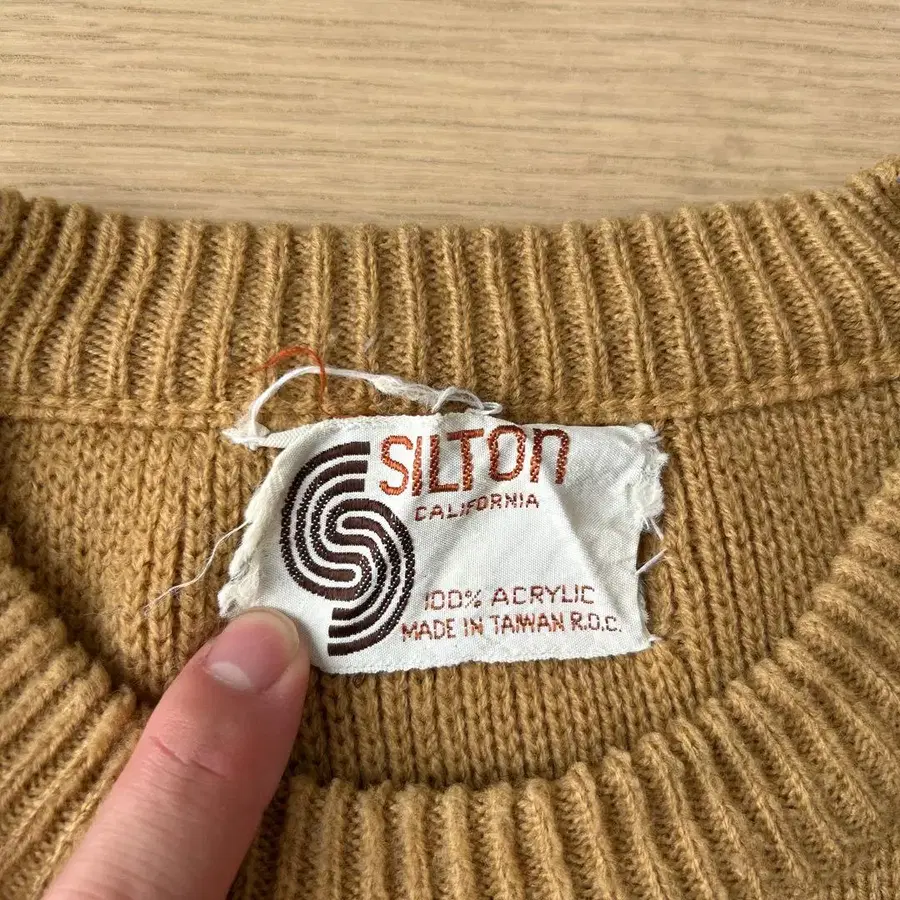 SILTON
CALIFORNIA
100% ACRYLIC
MADE IN TAIWAN R.O.C.